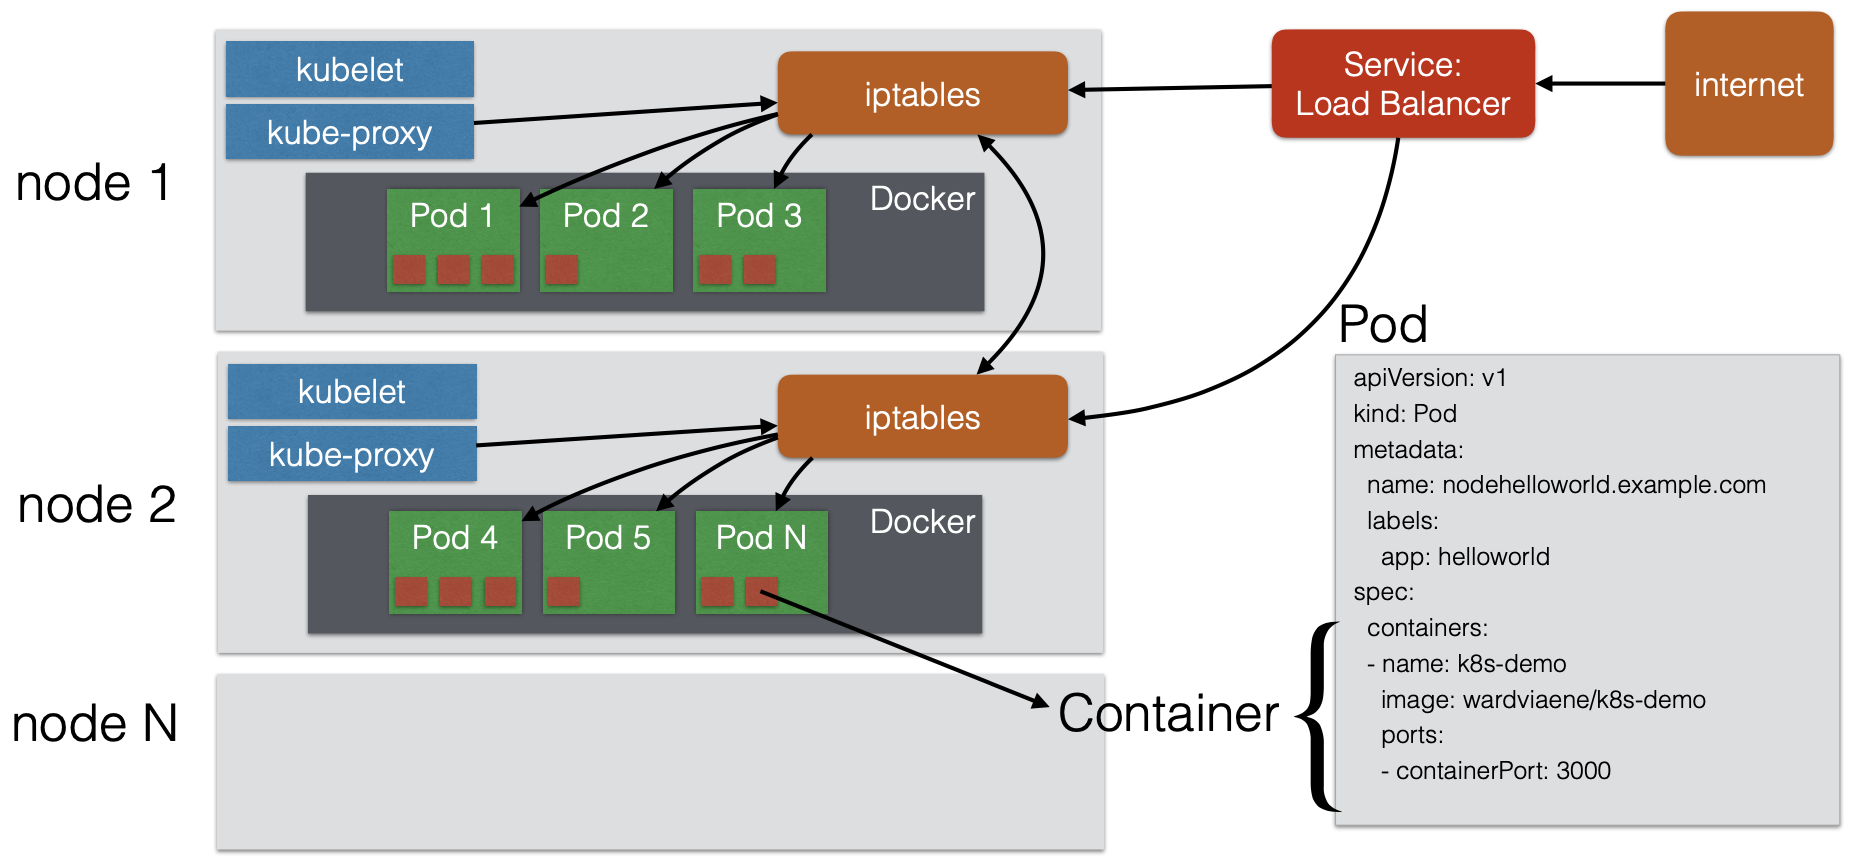 node 1
kubelet
kube-proxy
iptables
Docker
Pod 1
Pod 2
Pod 3
Service:
Load Balancer
internet
node 2
kubelet
kube-proxy
iptables
Docker
Pod 4
Pod 5
Pod N
node N
Container
Pod
apiVersion: v1
kind: Pod
metadata:
name: nodehelloworld.example.com
labels:
app: helloworld
spec:
containers:
- name: k8s-demo
image: wardviaene/k8s-demo
ports:
- containerPort: 3000